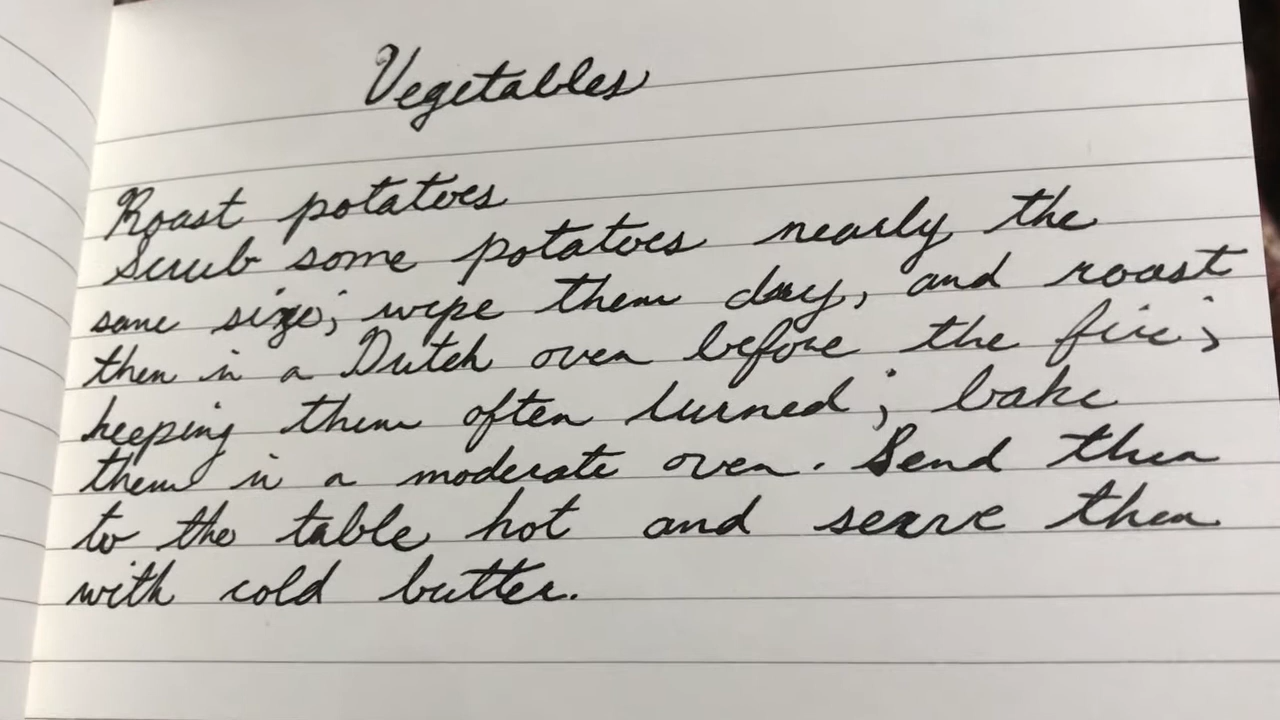 Vegetables
Roast potatoes
Scrub some potatoes nearly the
same size; wipe them dry, and roast
them in a Dutch oven before the fire;
keeping them often turned; bake
them in a moderate oven. Send them
to the table hot and serve them
with cold butter.